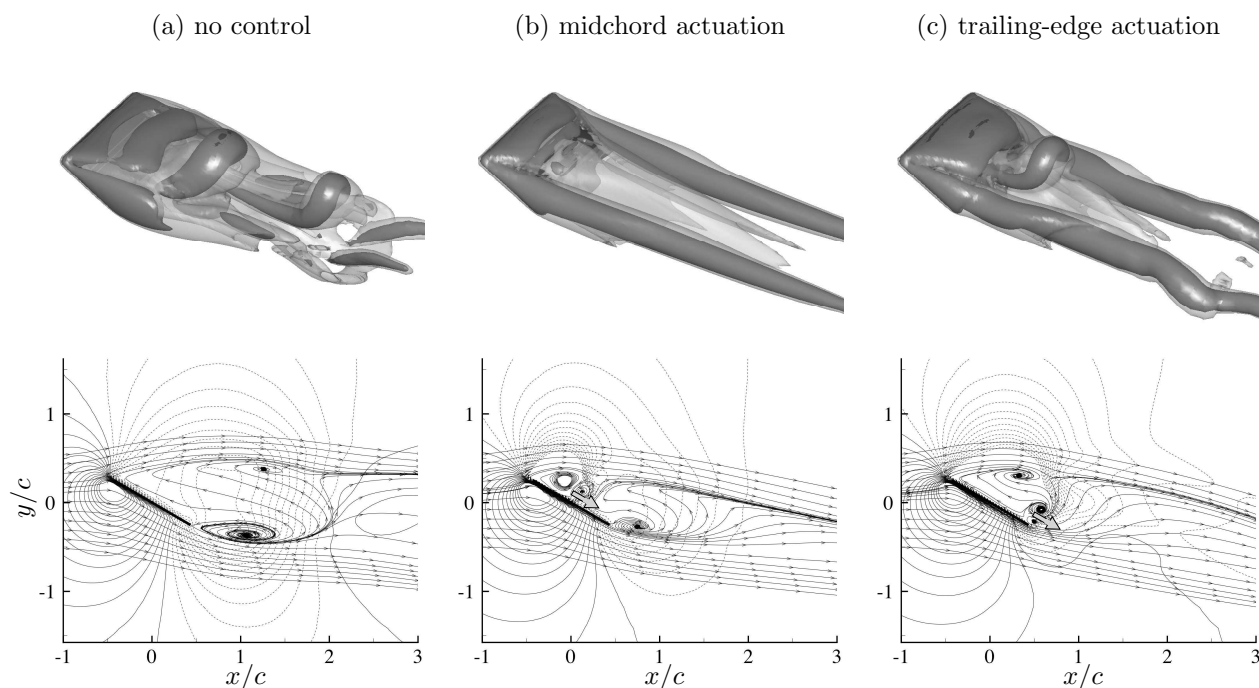 (a) no control (b) midchord actuation (c) trailing-edge actuation
y/c
1
0
-1
-1 0 1 2 3
x/c
1
0
-1
-1 0 1 2 3
x/c
1
0
-1
-1 0 1 2 3
x/c